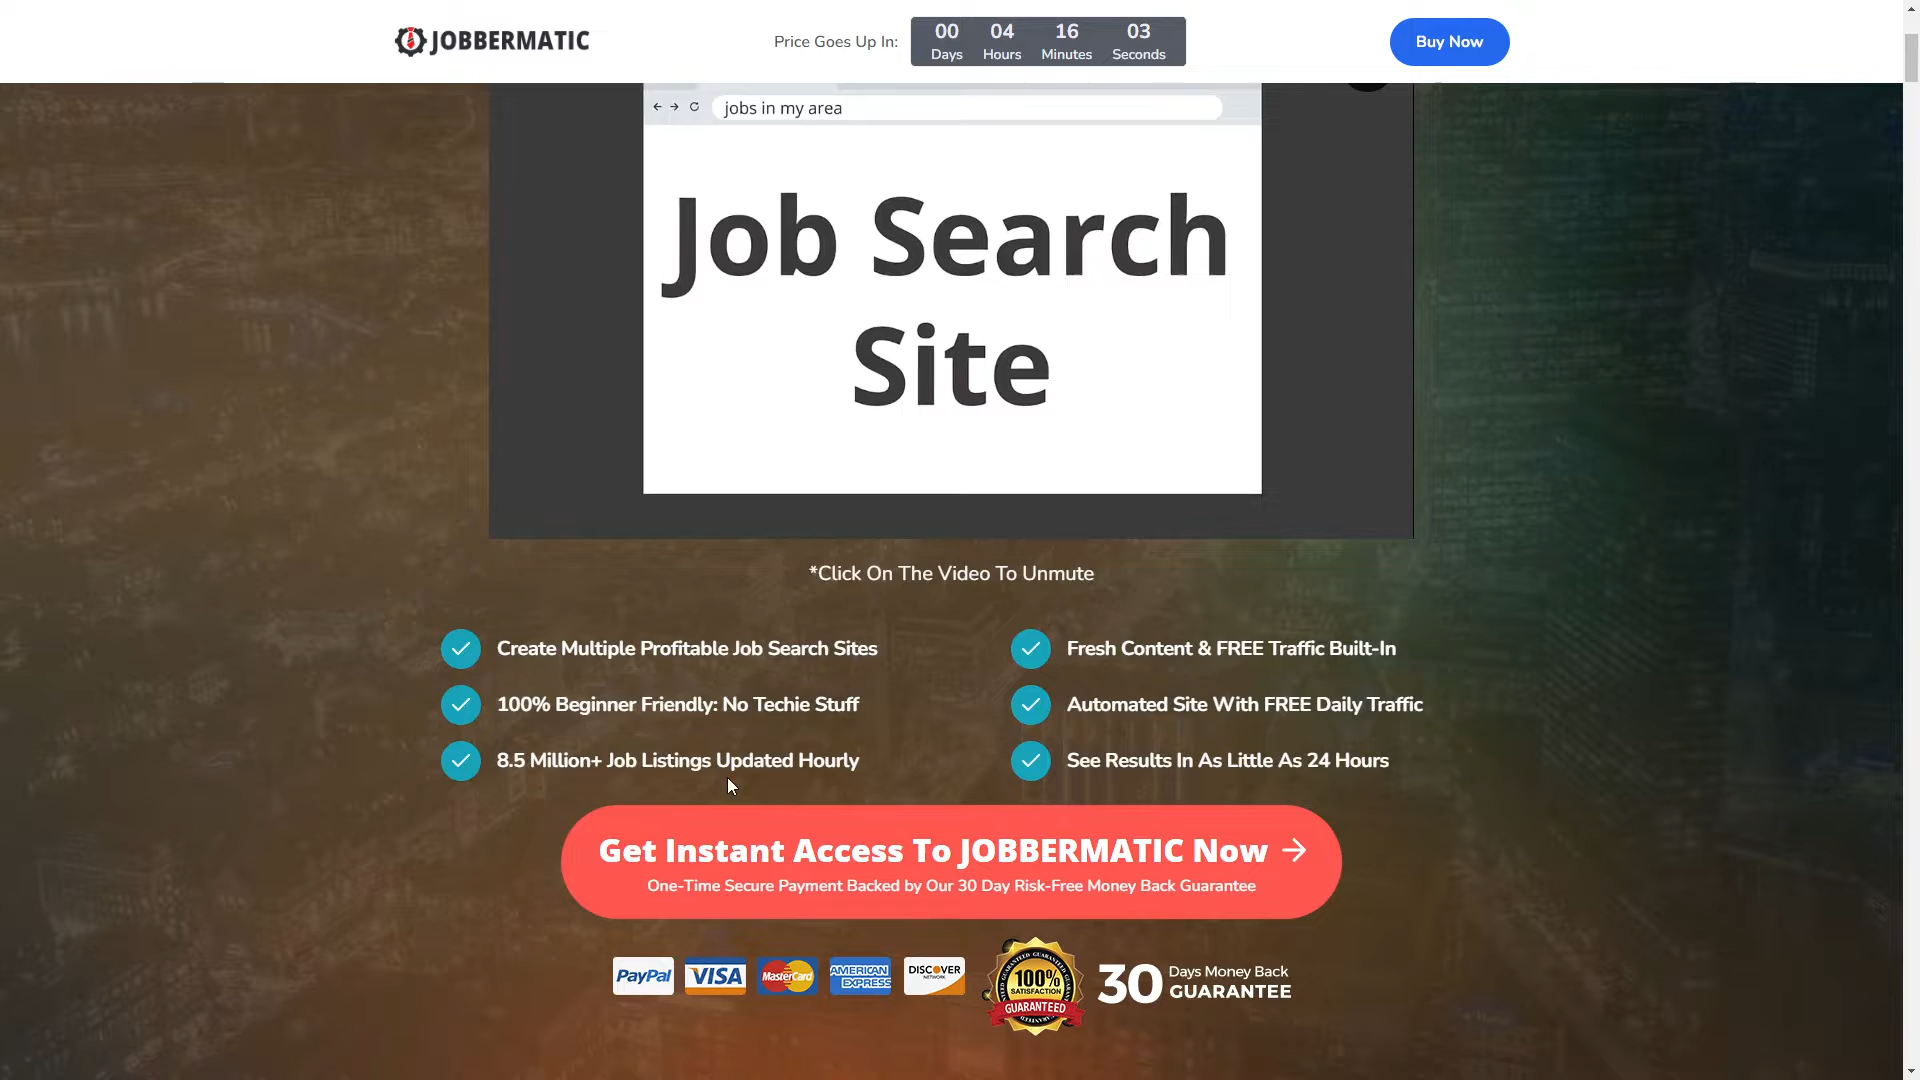 JOBBERMATIC
Price Goes Up In:
00 04 16 03
Days Hours Minutes Seconds
Buy Now
jobs in my area
Job Search
Site
*Click On The Video To Unmute
Create Multiple Profitable Job Search Sites
Fresh Content & FREE Traffic Built-In
100% Beginner Friendly: No Techie Stuff
Automated Site With FREE Daily Traffic
8.5 Million+ Job Listings Updated Hourly
See Results In As Little As 24 Hours
Get Instant Access To JOBBERMATIC Now →
One-Time Secure Payment Backed by Our 30 Day Risk-Free Money Back Guarantee
PayPal
VISA
MasterCard
AMERICAN
EXPRESS
DISCOVER
NETWORK
100%
SATISFACTION
GUARANTEED
30 Days Money Back
GUARANTEE